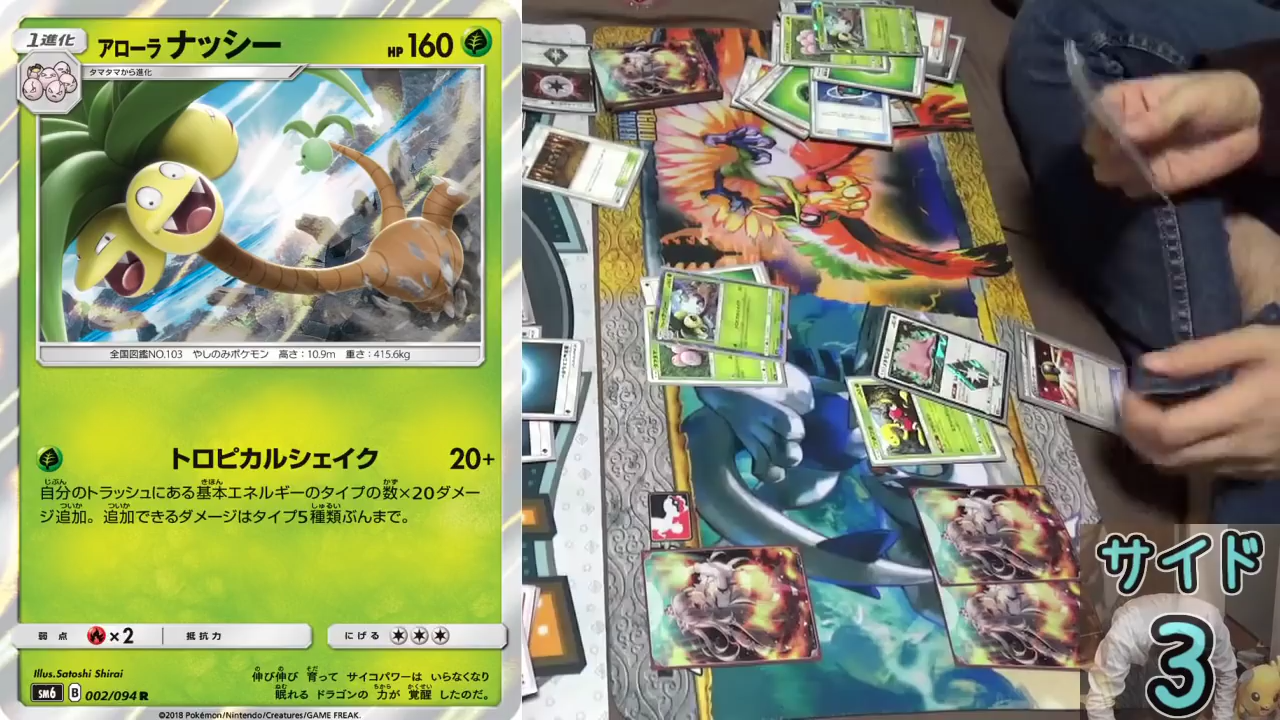 1進化
アローラ ナッシー
HP 160
タマタマから進化
全国図鑑NO.103 やしのみポケモン 高さ：10.9m 重さ：415.6kg
トロピカルシェイク 20+
自分のトラッシュにある基本エネルギーのタイプの数×20ダメー
ジ追加。追加できるダメージはタイプ5種類ぶんまで。
弱点 ×2 抵抗力 にげる
Illus.Satoshi Shirai
SM6 B 002/094 R
伸び伸び 育って サイコパワーは いらなくなり
眠れる ドラゴンの 力が 覚醒 したのだ。
©2018 Pokémon/Nintendo/Creatures/GAME FREAK.
サイド
3